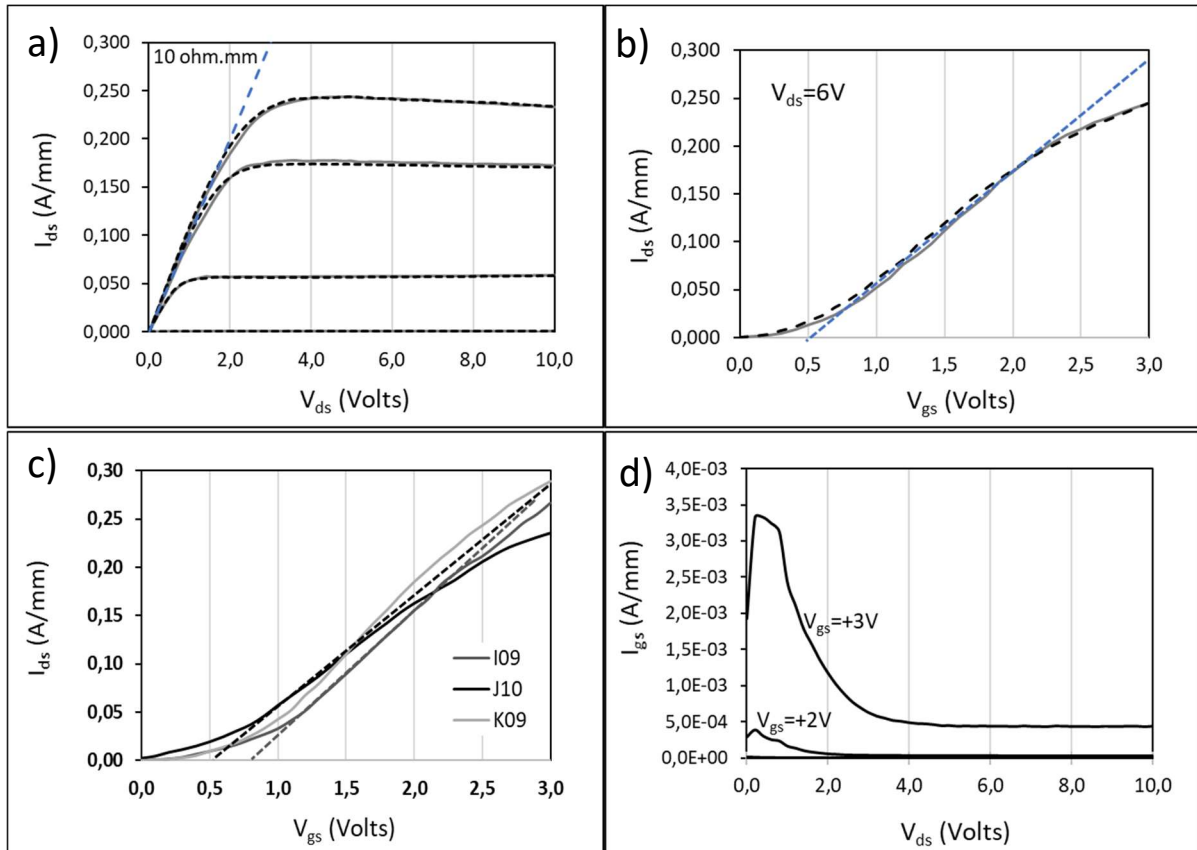 a)
0,300
10 ohm.mm
0,250
0,200
0,150
0,100
0,050
0,000
I_ds (A/mm)
0,0 2,0 4,0 6,0 8,0 10,0
V_ds (Volts)
b)
0,300
V_ds=6V
0,250
0,200
0,150
0,100
0,050
0,000
I_ds (A/mm)
0,0 0,5 1,0 1,5 2,0 2,5 3,0
V_gs (Volts)
c)
0,30
0,25
0,20
0,15
0,10
0,05
0,00
I_ds (A/mm)
I09
J10
K09
0,0 0,5 1,0 1,5 2,0 2,5 3,0
V_gs (Volts)
d)
4,0E-03
3,5E-03
3,0E-03
2,5E-03
2,0E-03
1,5E-03
1,0E-03
5,0E-04
0,0E+00
I_gs (A/mm)
V_gs=+3V
V_gs=+2V
0,0 2,0 4,0 6,0 8,0 10,0
V_ds (Volts)